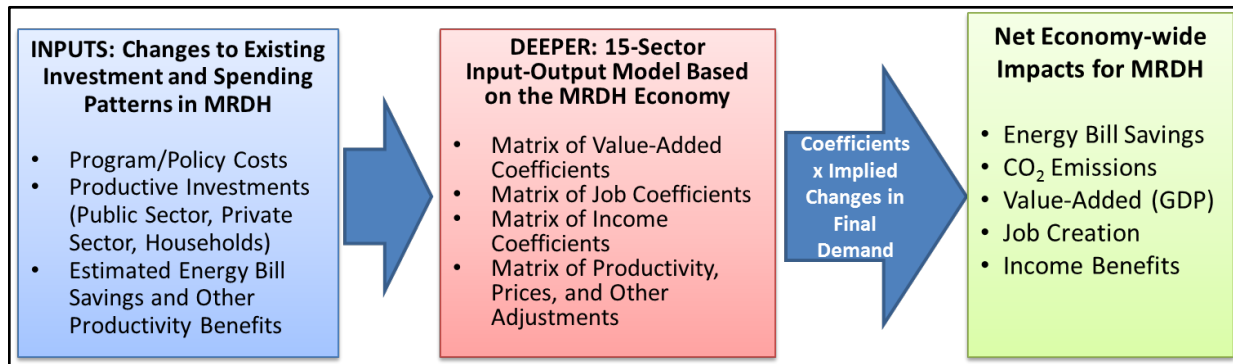 INPUTS: Changes to Existing
Investment and Spending
Patterns in MRDH
• Program/Policy Costs
• Productive Investments
(Public Sector, Private
Sector, Households)
• Estimated Energy Bill
Savings and Other
Productivity Benefits
DEEPER: 15-Sector
Input-Output Model Based
on the MRDH Economy
• Matrix of Value-Added
Coefficients
• Matrix of Job Coefficients
• Matrix of Income
Coefficients
• Matrix of Productivity,
Prices, and Other
Adjustments
Coefficients
x Implied
Changes in
Final
Demand
Net Economy-wide
Impacts for MRDH
• Energy Bill Savings
• CO₂ Emissions
• Value-Added (GDP)
• Job Creation
• Income Benefits